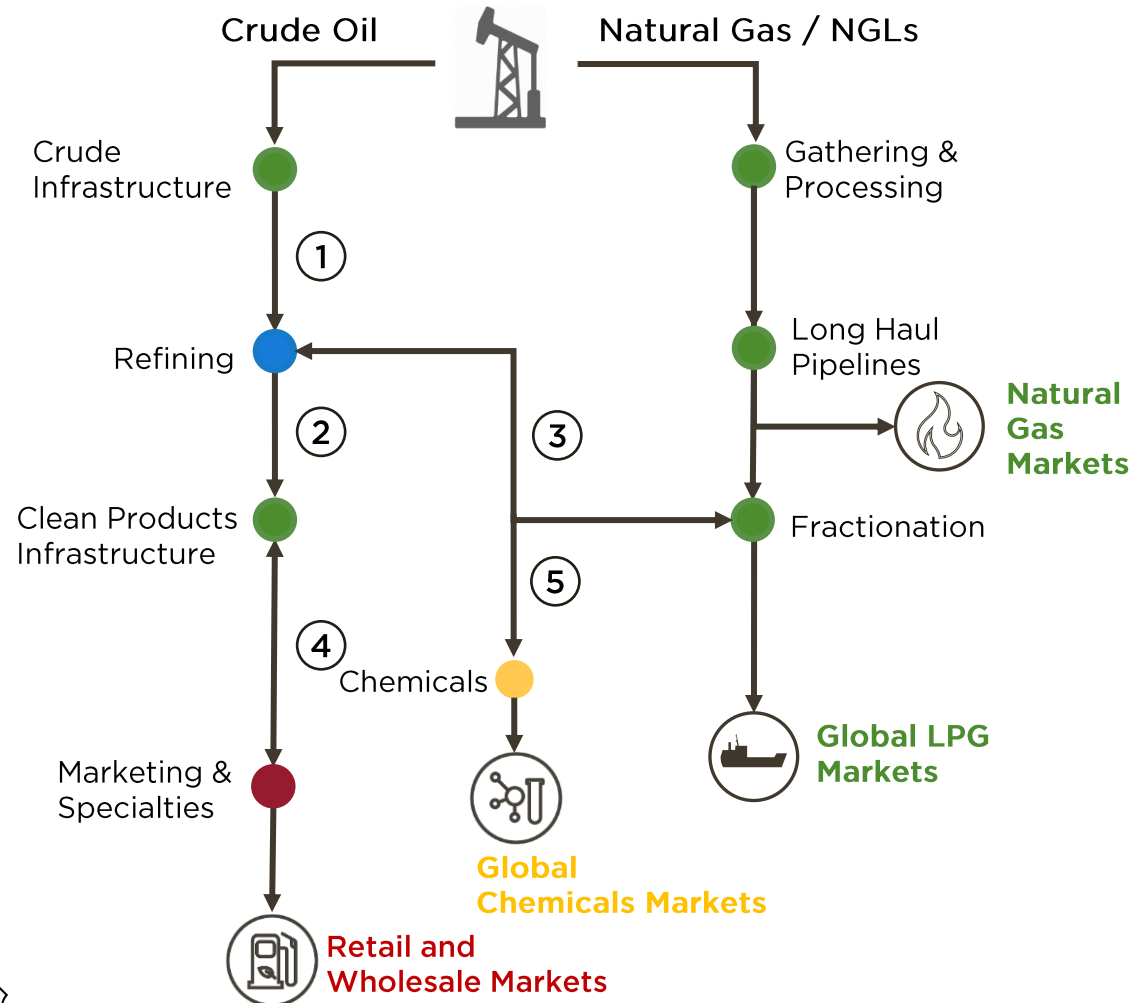 Crude Oil
Natural Gas / NGLs
Crude
Infrastructure
Gathering &
Processing
1
Refining
Long Haul
Pipelines
2
3
Natural
Gas
Markets
Clean Products
Infrastructure
Fractionation
5
4
Chemicals
Marketing &
Specialties
Global LPG
Markets
Global
Chemicals Markets
Retail and
Wholesale Markets